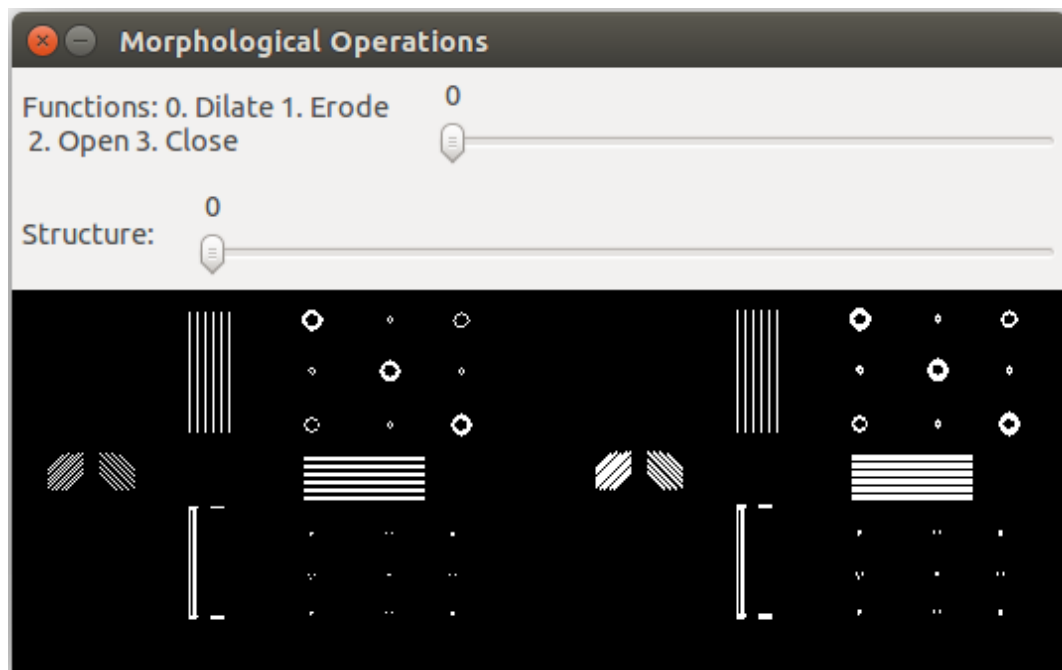 Morphological Operations
Functions: 0. Dilate 1. Erode
2. Open 3. Close
0
Structure:
0